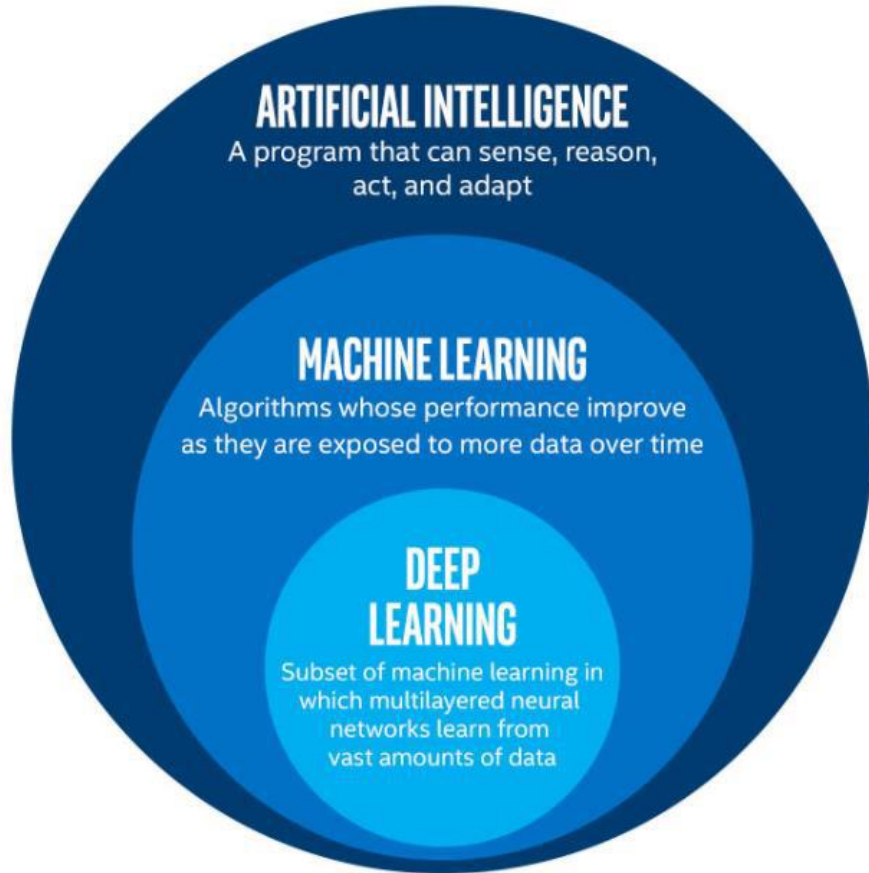 ARTIFICIAL INTELLIGENCE
A program that can sense, reason,
act, and adapt
MACHINE LEARNING
Algorithms whose performance improve
as they are exposed to more data over time
DEEP
LEARNING
Subset of machine learning in
which multilayered neural
networks learn from
vast amounts of data